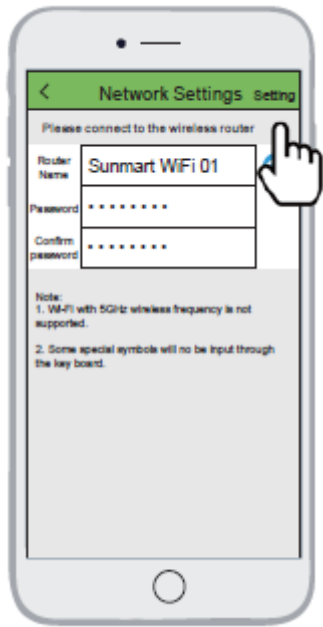 Network Settings Setting
Please connect to the wireless router
Router
Name
Sunmart WiFi 01
Password ········
Confirm
password
········
Note:
1. Wi-Fi with 5GHz wireless frequency is not
supported.
2. Some special symbols will no be input through
the key board.